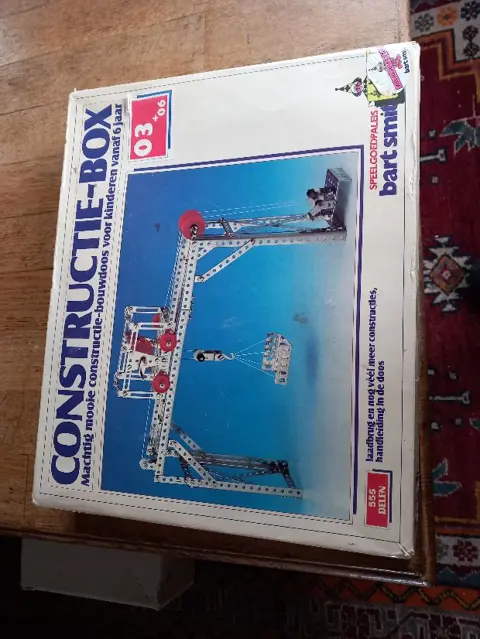 CONSTRUCTIE-BOX
Machtig mooie constructie-bouwdoos voor kinderen vanaf 6 jaar
03 + 06
SPEELGOEDPALEIS
bart smit
laadbrug en nog véél meer constructies,
handleiding in de doos
555
DELEN